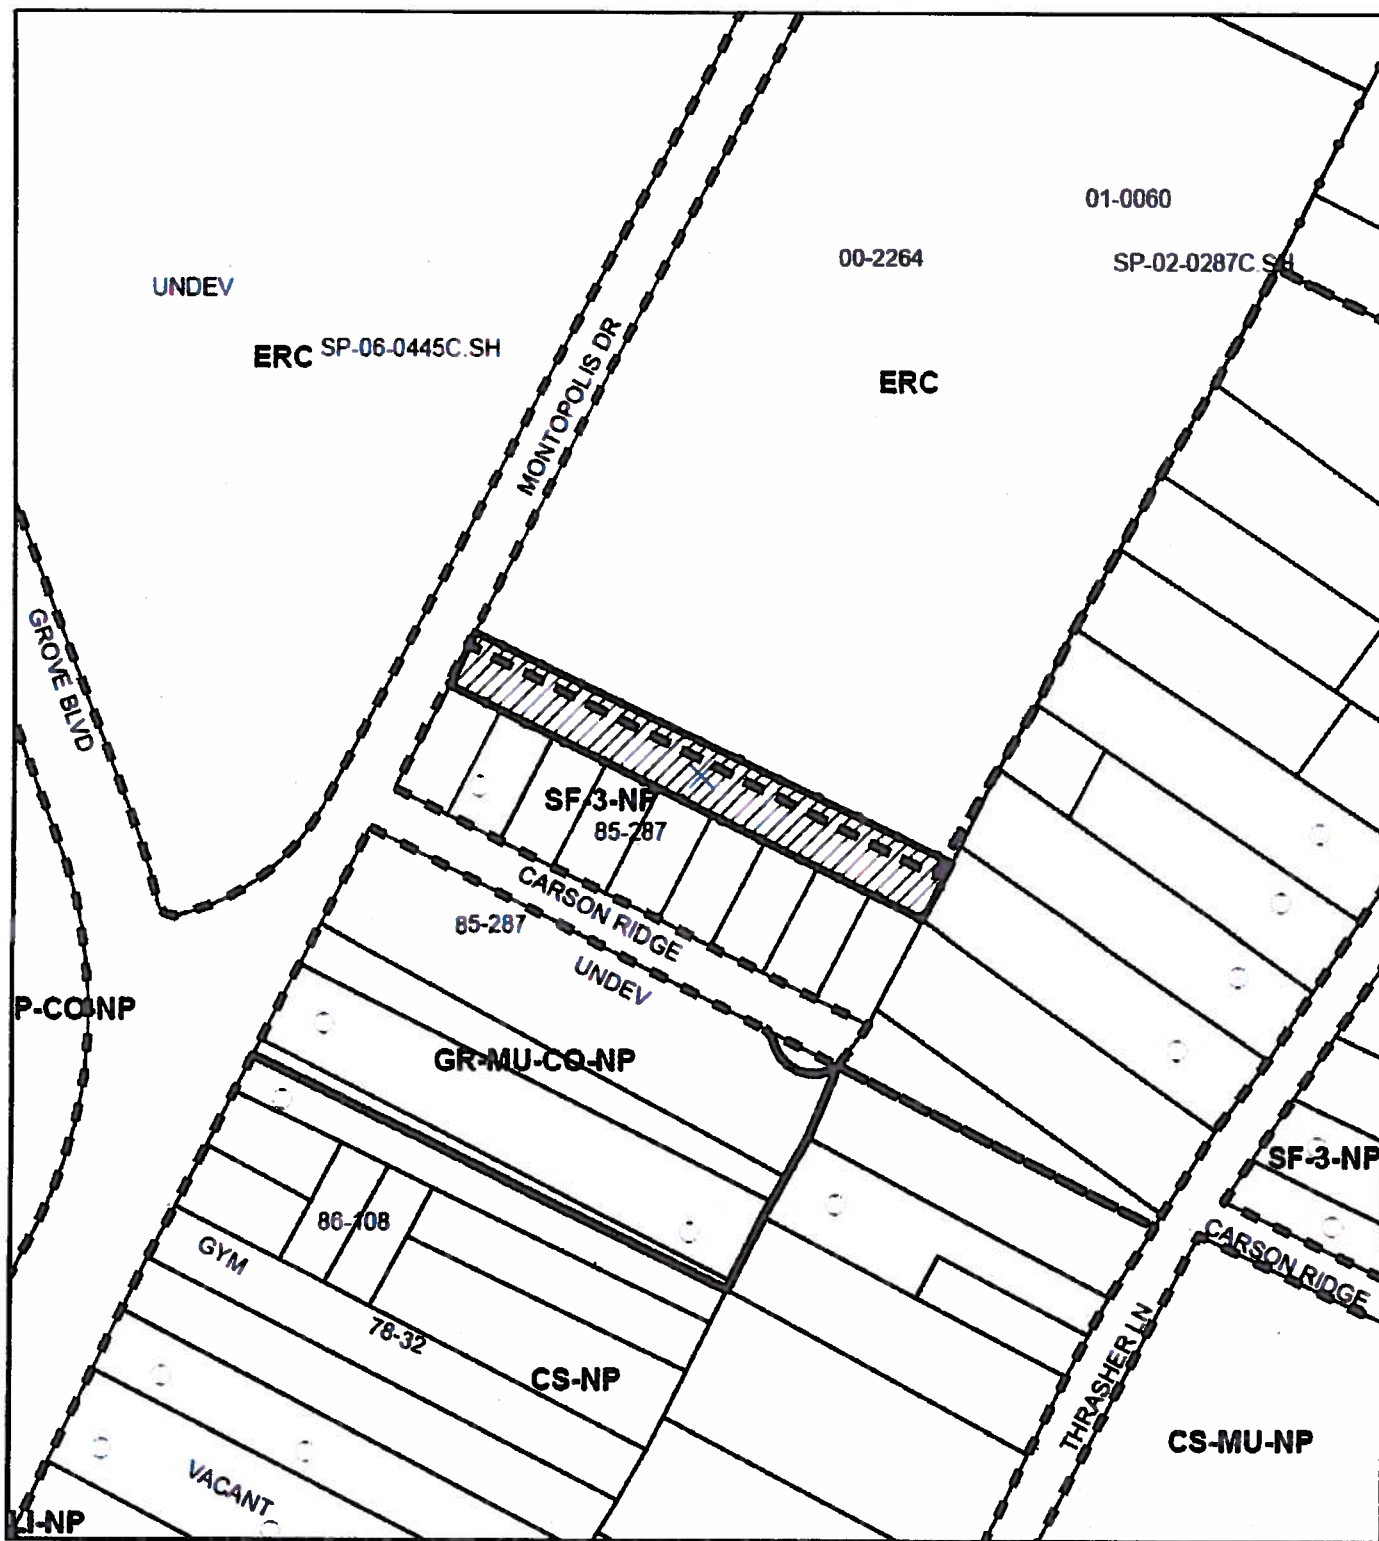 01-0060
00-2264
SP-02-0287C.SH
UNDEV
ERC SP-06-0445C.SH
MONTOPOLIS DR
ERC
GROVE BLVD
SF-3-NP
85-287
CARSON RIDGE
85-287
UNDEV
P-CO-NP
GR-MU-CO-NP
SF-3-NP
86-108
CARSON RIDGE
GYM
78-32
THRASHER LN
CS-NP
CS-MU-NP
VACANT
LI-NP